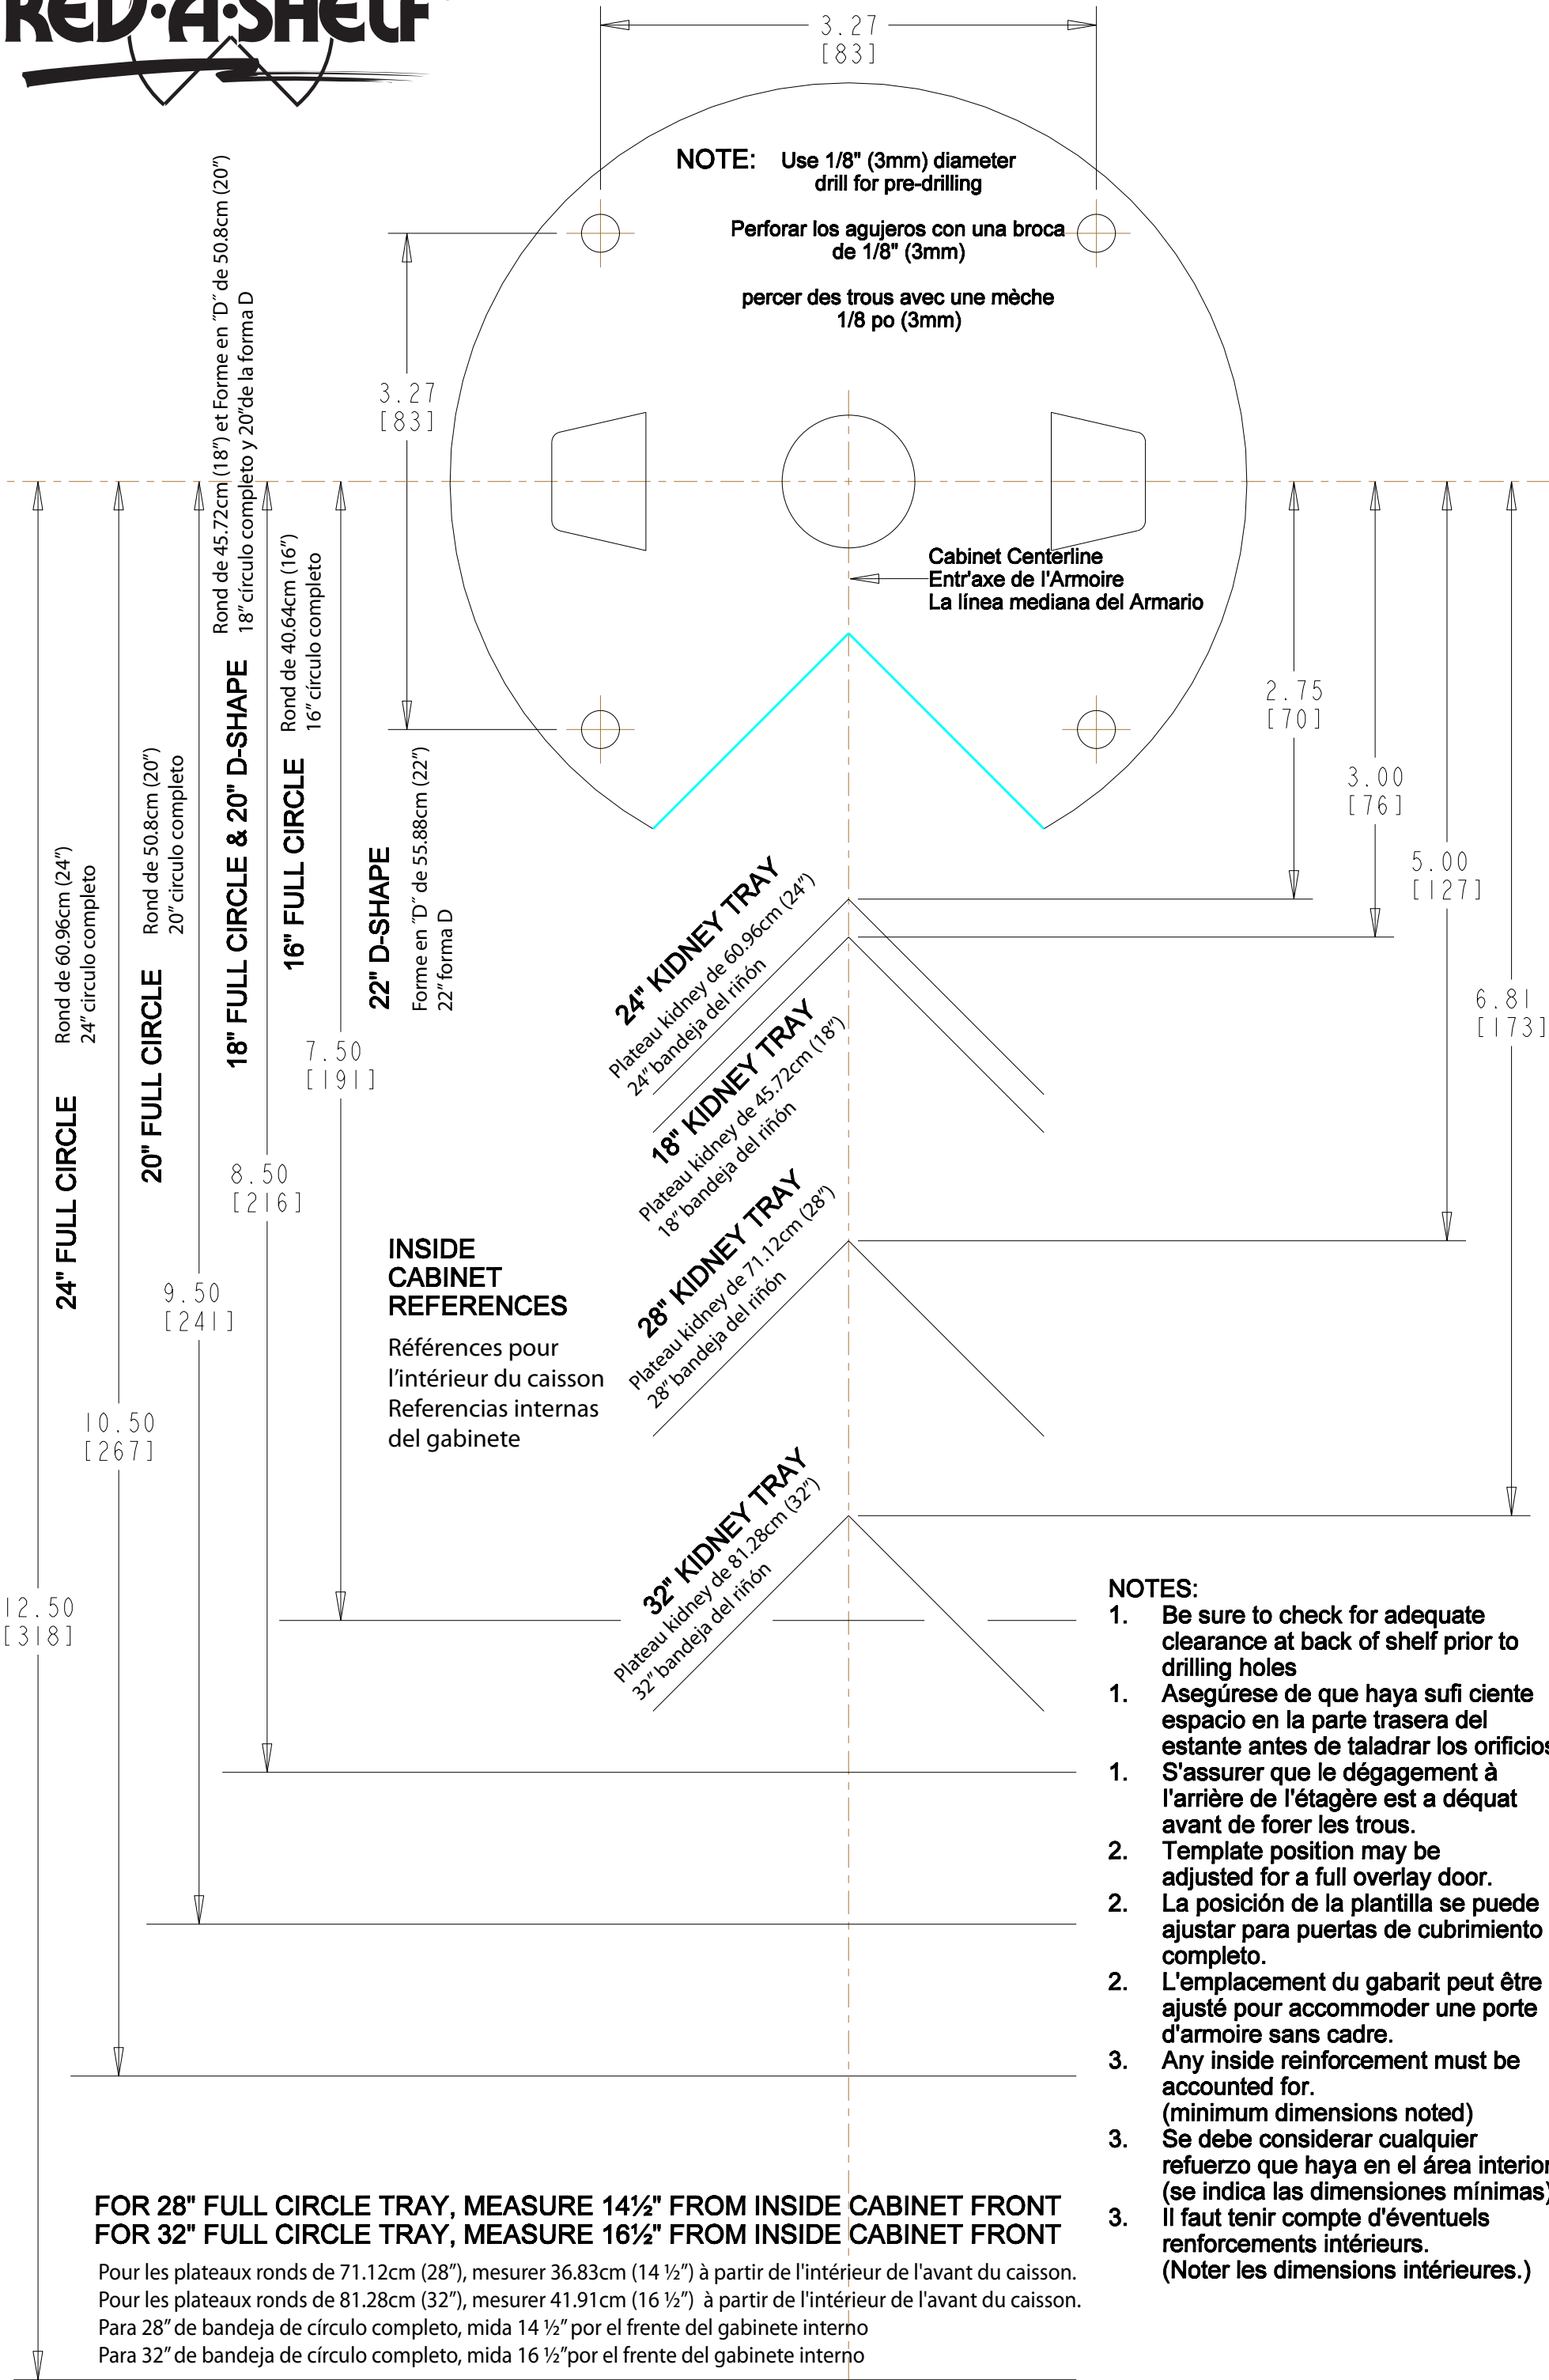 REV·A·SHELF
3.27
[83]
NOTE: Use 1/8" (3mm) diameter
drill for pre-drilling
Perforar los agujeros con una broca
de 1/8" (3mm)
percer des trous avec une mèche
1/8 po (3mm)
3.27
[83]
Cabinet Centerline
Entr'axe de l'Armoire
La línea mediana del Armario
24" FULL CIRCLE
Rond de 60.96cm (24")
24" circulo completo
20" FULL CIRCLE
Rond de 50.8cm (20")
20" circulo completo
18" FULL CIRCLE & 20" D-SHAPE
Rond de 45.72cm (18") et Forme en "D" de 50.8cm (20")
18" círculo completo y 20"de la forma D
16" FULL CIRCLE
Rond de 40.64cm (16")
16" círculo completo
22" D-SHAPE
Forme en "D" de 55.88cm (22")
22" forma D
2.75
[70]
3.00
[76]
5.00
[127]
6.81
[173]
7.50
[191]
8.50
[216]
9.50
[241]
10.50
[267]
12.50
[318]
24" KIDNEY TRAY
Plateau kidney de 60.96cm (24")
24" bandeja del riñón
18" KIDNEY TRAY
Plateau kidney de 45.72cm (18")
18" bandeja del riñón
28" KIDNEY TRAY
Plateau kidney de 71.12cm (28")
28" bandeja del riñón
32" KIDNEY TRAY
Plateau kidney de 81.28cm (32")
32" bandeja del riñón
INSIDE
CABINET
REFERENCES
Références pour
l'intérieur du caisson
Referencias internas
del gabinete
NOTES:
1. Be sure to check for adequate
clearance at back of shelf prior to
drilling holes
1. Asegúrese de que haya sufi ciente
espacio en la parte trasera del
estante antes de taladrar los orificios
1. S'assurer que le dégagement à
l'arrière de l'étagère est a déquat
avant de forer les trous.
2. Template position may be
adjusted for a full overlay door.
2. La posición de la plantilla se puede
ajustar para puertas de cubrimiento
completo.
2. L'emplacement du gabarit peut être
ajusté pour accommoder une porte
d'armoire sans cadre.
3. Any inside reinforcement must be
accounted for.
(minimum dimensions noted)
3. Se debe considerar cualquier
refuerzo que haya en el área interior
(se indica las dimensiones mínimas)
3. Il faut tenir compte d'éventuels
renforcements intérieurs.
(Noter les dimensions intérieures.)
FOR 28" FULL CIRCLE TRAY, MEASURE 14½" FROM INSIDE CABINET FRONT
FOR 32" FULL CIRCLE TRAY, MEASURE 16½" FROM INSIDE CABINET FRONT
Pour les plateaux ronds de 71.12cm (28"), mesurer 36.83cm (14 ½") à partir de l'intérieur de l'avant du caisson.
Pour les plateaux ronds de 81.28cm (32"), mesurer 41.91cm (16 ½") à partir de l'intérieur de l'avant du caisson.
Para 28" de bandeja de círculo completo, mida 14 ½" por el frente del gabinete interno
Para 32" de bandeja de círculo completo, mida 16 ½"por el frente del gabinete interno